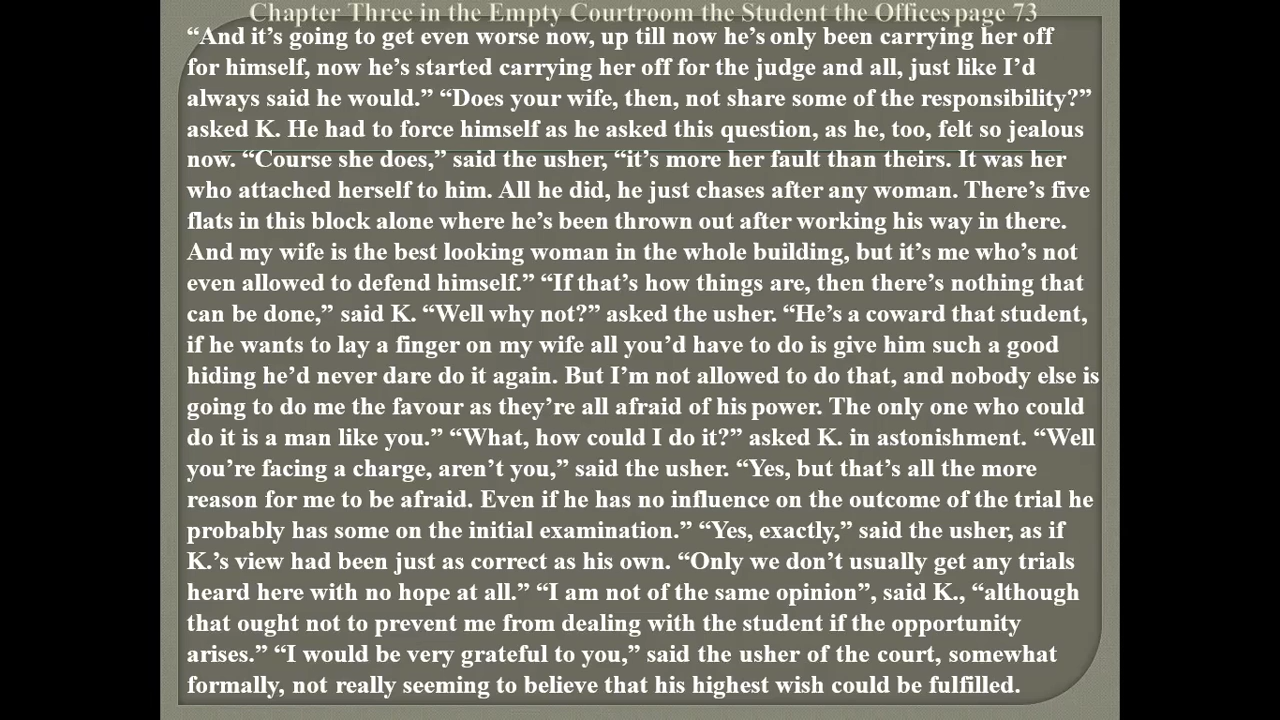 Chapter Three in the Empty Courtroom the Student the Offices page 73
“And it’s going to get even worse now, up till now he’s only been carrying her off
for himself, now he’s started carrying her off for the judge and all, just like I’d
always said he would.” “Does your wife, then, not share some of the responsibility?”
asked K. He had to force himself as he asked this question, as he, too, felt so jealous
now. “Course she does,” said the usher, “it’s more her fault than theirs. It was her
who attached herself to him. All he did, he just chases after any woman. There’s five
flats in this block alone where he’s been thrown out after working his way in there.
And my wife is the best looking woman in the whole building, but it’s me who’s not
even allowed to defend himself.” “If that’s how things are, then there’s nothing that
can be done,” said K. “Well why not?” asked the usher. “He’s a coward that student,
if he wants to lay a finger on my wife all you’d have to do is give him such a good
hiding he’d never dare do it again. But I’m not allowed to do that, and nobody else is
going to do me the favour as they’re all afraid of his power. The only one who could
do it is a man like you.” “What, how could I do it?” asked K. in astonishment. “Well
you’re facing a charge, aren’t you,” said the usher. “Yes, but that’s all the more
reason for me to be afraid. Even if he has no influence on the outcome of the trial he
probably has some on the initial examination.” “Yes, exactly,” said the usher, as if
K.’s view had been just as correct as his own. “Only we don’t usually get any trials
heard here with no hope at all.” “I am not of the same opinion”, said K., “although
that ought not to prevent me from dealing with the student if the opportunity
arises.” “I would be very grateful to you,” said the usher of the court, somewhat
formally, not really seeming to believe that his highest wish could be fulfilled.